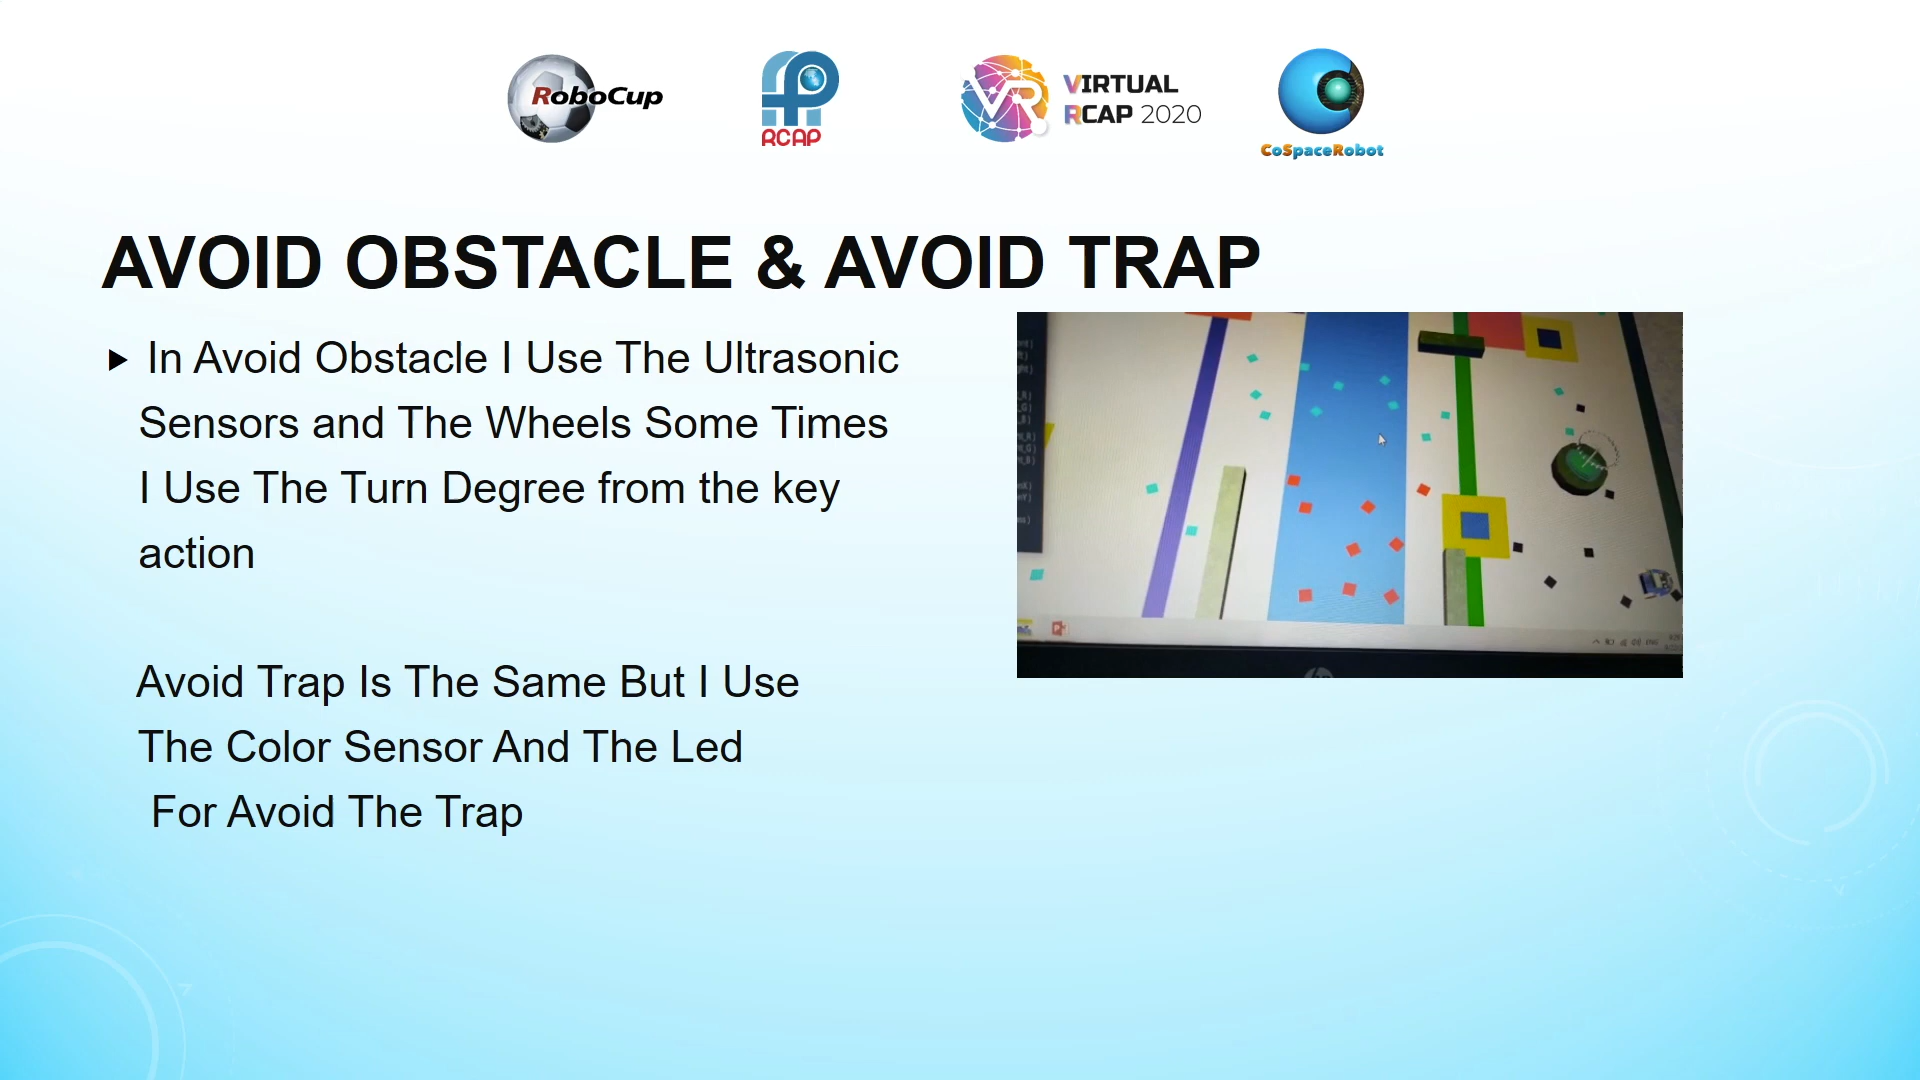 RoboCup
RCAP
VIRTUAL
RCAP 2020
CoSpaceRobot
AVOID OBSTACLE & AVOID TRAP
In Avoid Obstacle I Use The Ultrasonic
Sensors and The Wheels Some Times
I Use The Turn Degree from the key
action
Avoid Trap Is The Same But I Use
The Color Sensor And The Led
For Avoid The Trap